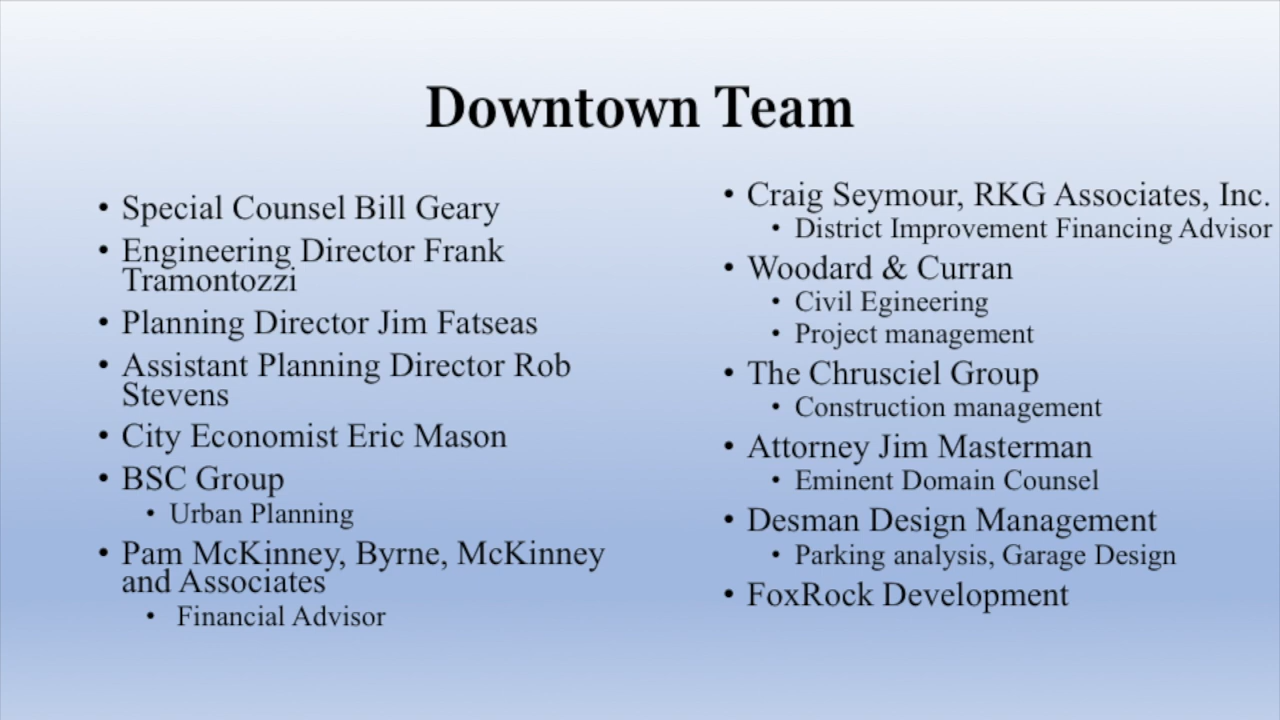 Downtown Team
• Special Counsel Bill Geary
• Engineering Director Frank
Tramontozzi
• Planning Director Jim Fatseas
• Assistant Planning Director Rob
Stevens
• City Economist Eric Mason
• BSC Group
• Urban Planning
• Pam McKinney, Byrne, McKinney
and Associates
• Financial Advisor
• Craig Seymour, RKG Associates, Inc.
• District Improvement Financing Advisor
• Woodard & Curran
• Civil Egineering
• Project management
• The Chrusciel Group
• Construction management
• Attorney Jim Masterman
• Eminent Domain Counsel
• Desman Design Management
• Parking analysis, Garage Design
• FoxRock Development